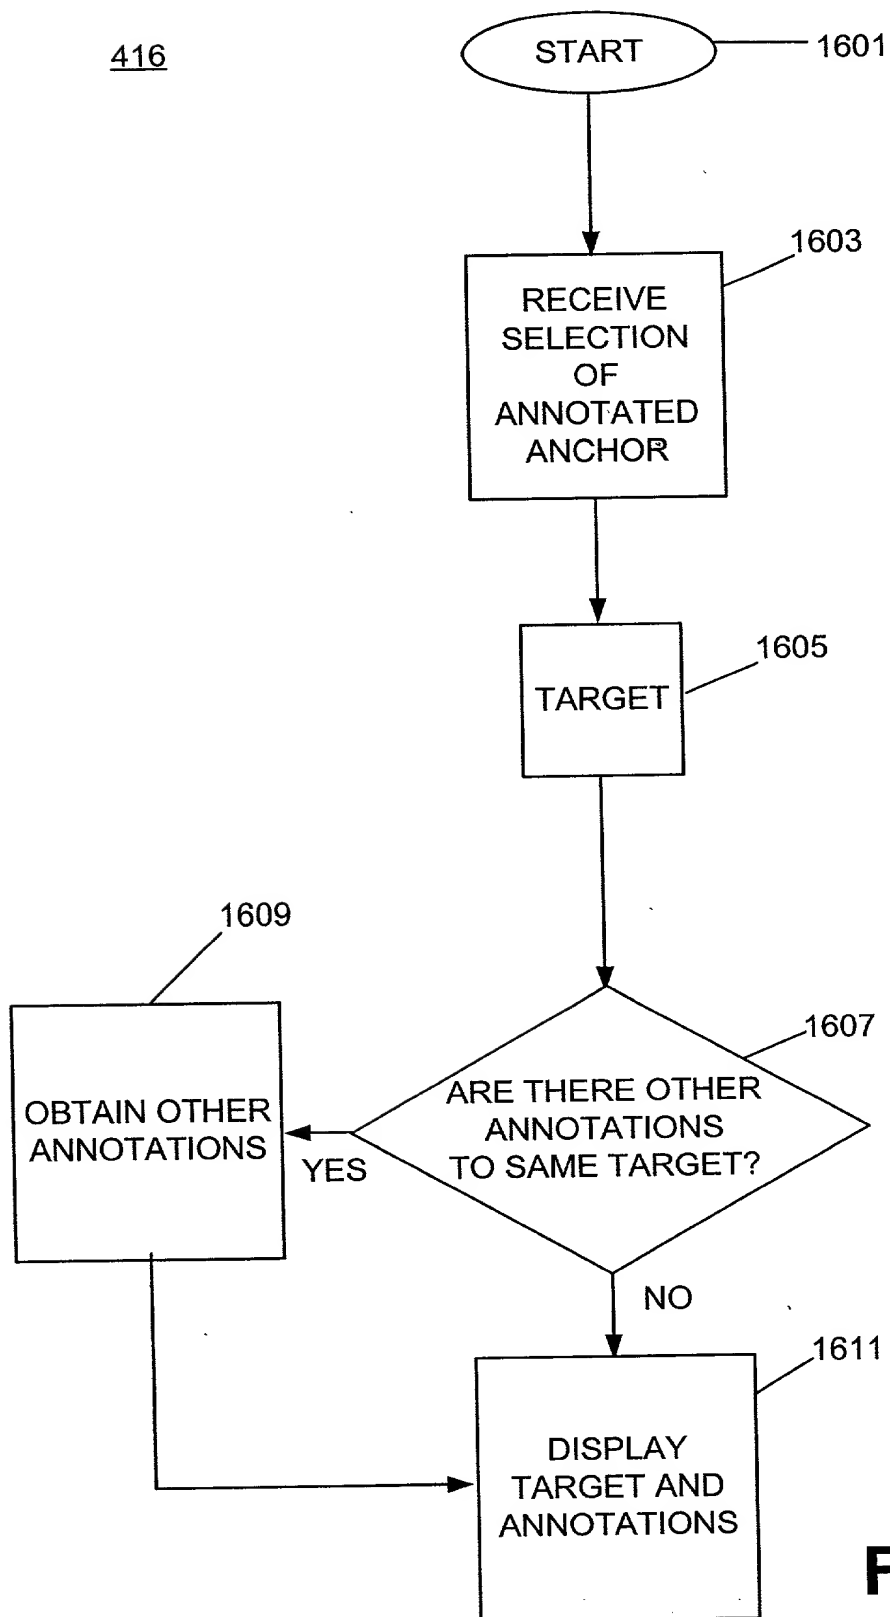 416
START
1601
1603
RECEIVE
SELECTION
OF
ANNOTATED
ANCHOR
1605
TARGET
1609
1607
ARE THERE OTHER
ANNOTATIONS
TO SAME TARGET?
OBTAIN OTHER
ANNOTATIONS
YES
NO
1611
DISPLAY
TARGET AND
ANNOTATIONS